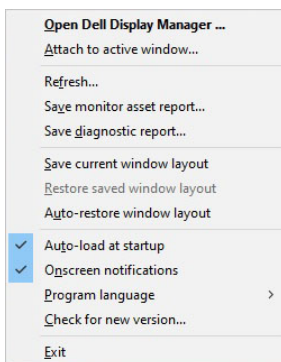 Open Dell Display Manager ...
Attach to active window...
Refresh...
Save monitor asset report...
Save diagnostic report...
Save current window layout
Restore saved window layout
Auto-restore window layout
Auto-load at startup
Onscreen notifications
Program language
Check for new version...
Exit